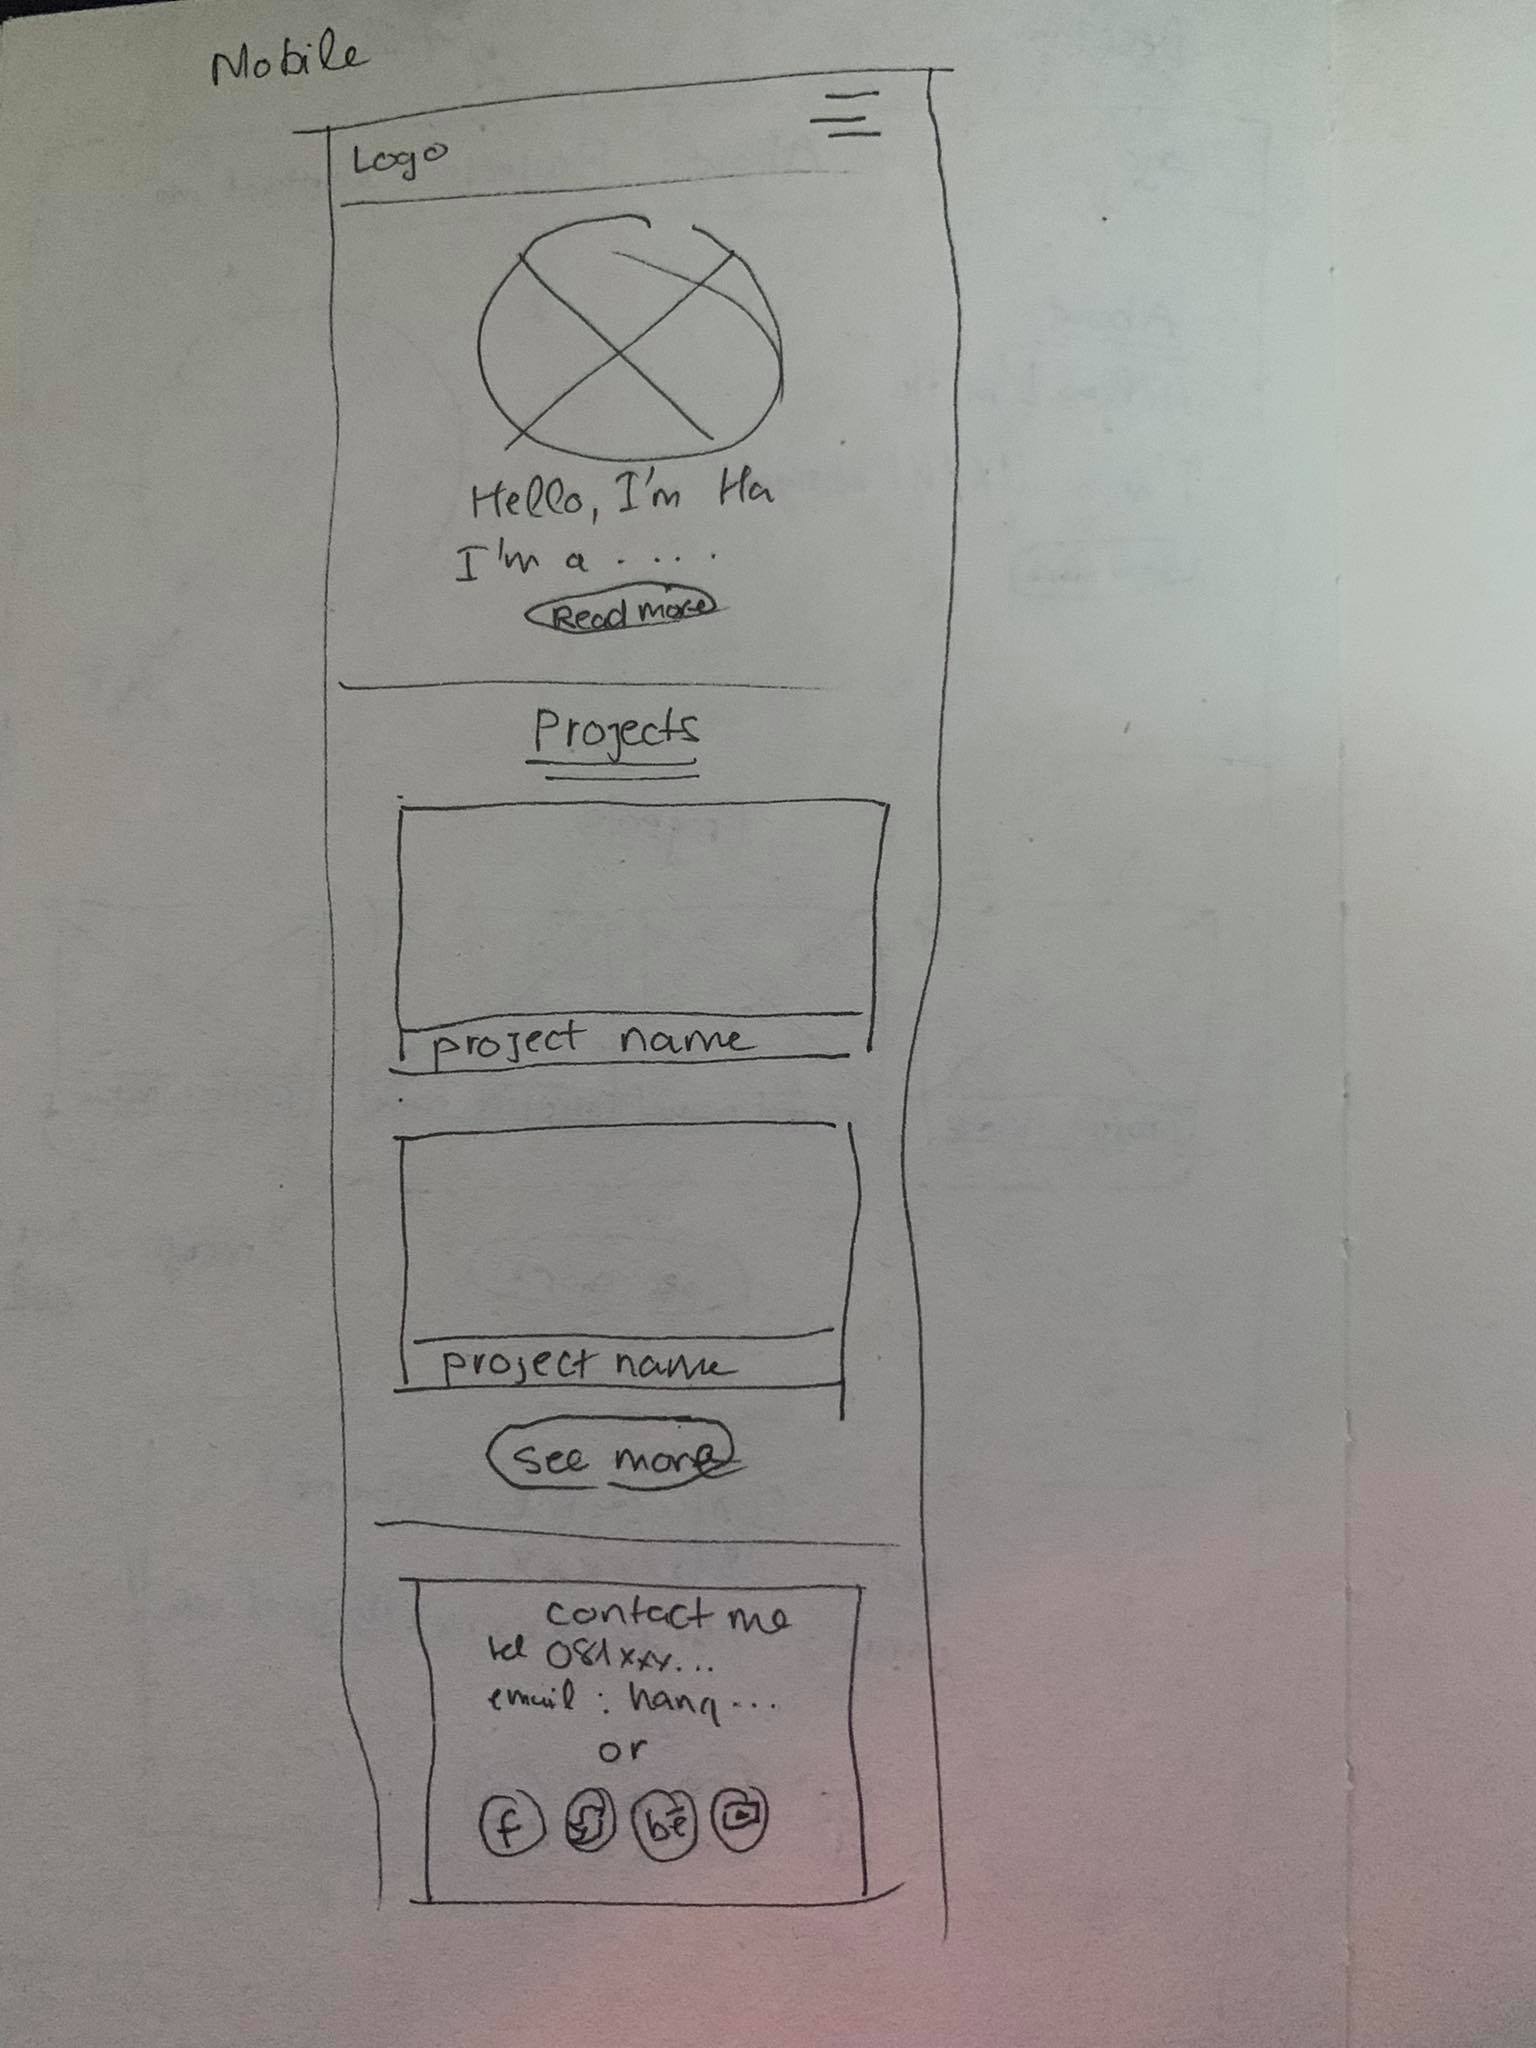 Mobile
Logo
Hello, I'm Ha
I'm a ....
Read more
Projects
project name
project name
see more
contact me
tel 081xxx...
email : hanq...
or
f
bē